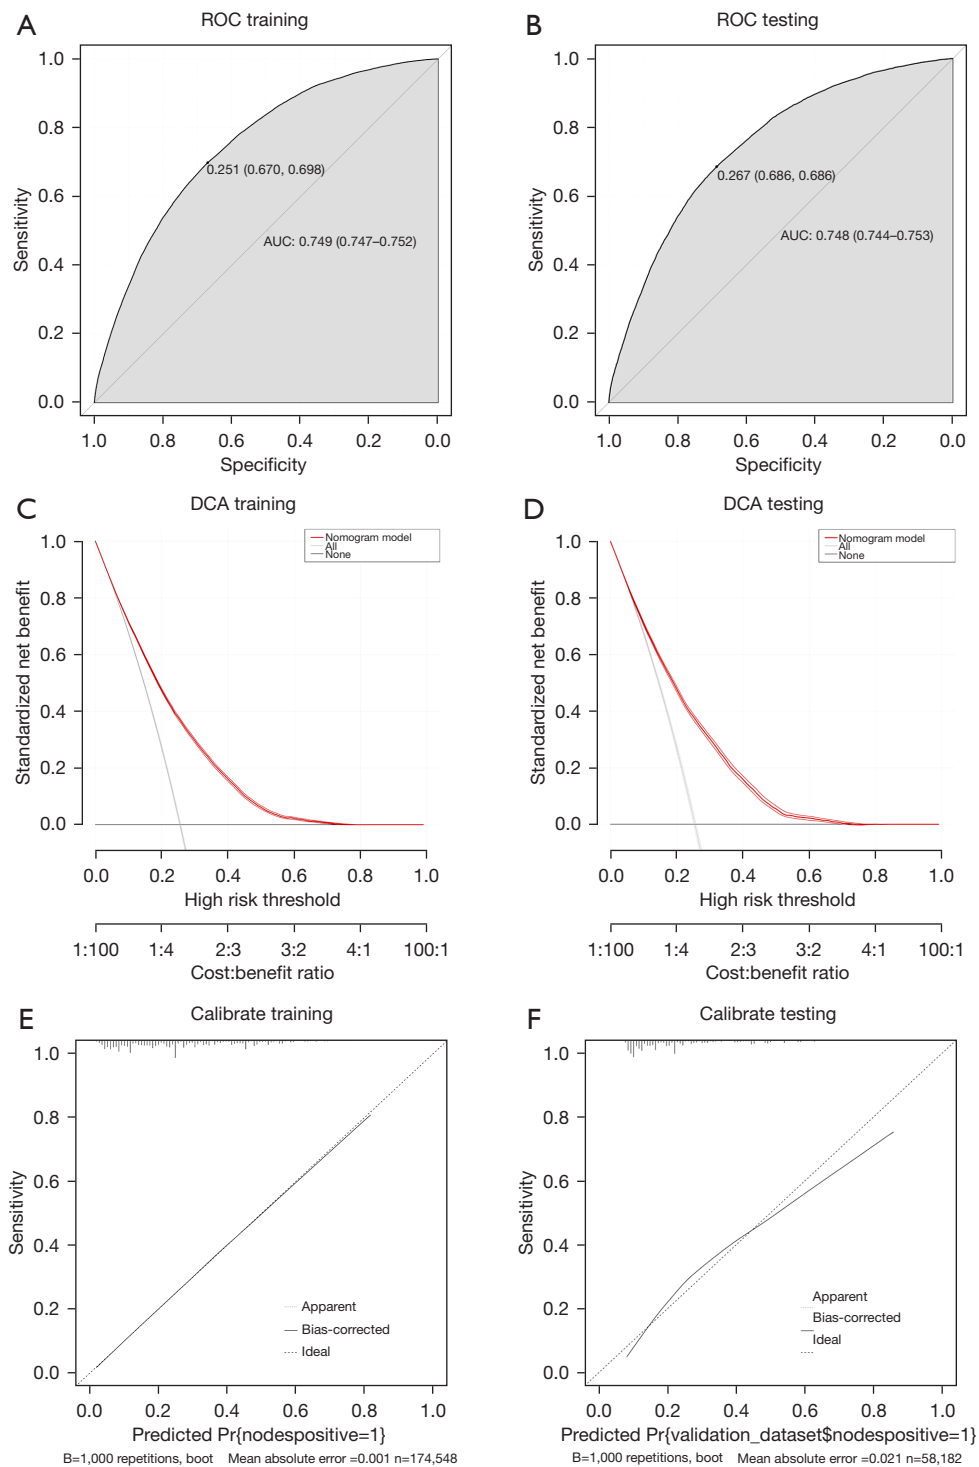 A
ROC training
1.0
0.8
0.6
0.4
0.2
0.0
Sensitivity
0.251 (0.670, 0.698)
AUC: 0.749 (0.747–0.752)
1.0 0.8 0.6 0.4 0.2 0.0
Specificity
B
ROC testing
1.0
0.8
0.6
0.4
0.2
0.0
Sensitivity
0.267 (0.686, 0.686)
AUC: 0.748 (0.744–0.753)
1.0 0.8 0.6 0.4 0.2 0.0
Specificity
C
DCA training
Nomogram model
All
None
1.0
0.8
0.6
0.4
0.2
0.0
Standardized net benefit
0.0 0.2 0.4 0.6 0.8 1.0
High risk threshold
1:100 1:4 2:3 3:2 4:1 100:1
Cost:benefit ratio
D
DCA testing
Nomogram model
All
None
1.0
0.8
0.6
0.4
0.2
0.0
Standardized net benefit
0.0 0.2 0.4 0.6 0.8 1.0
High risk threshold
1:100 1:4 2:3 3:2 4:1 100:1
Cost:benefit ratio
E
Calibrate training
1.0
0.8
0.6
0.4
0.2
0.0
Sensitivity
Apparent
Bias-corrected
Ideal
0.0 0.2 0.4 0.6 0.8 1.0
Predicted Pr{nodespositive=1}
B=1,000 repetitions, boot Mean absolute error =0.001 n=174,548
F
Calibrate testing
1.0
0.8
0.6
0.4
0.2
0.0
Sensitivity
Apparent
Bias-corrected
Ideal
0.0 0.2 0.4 0.6 0.8 1.0
Predicted Pr{validation_dataset$nodespositive=1}
B=1,000 repetitions, boot Mean absolute error =0.021 n=58,182